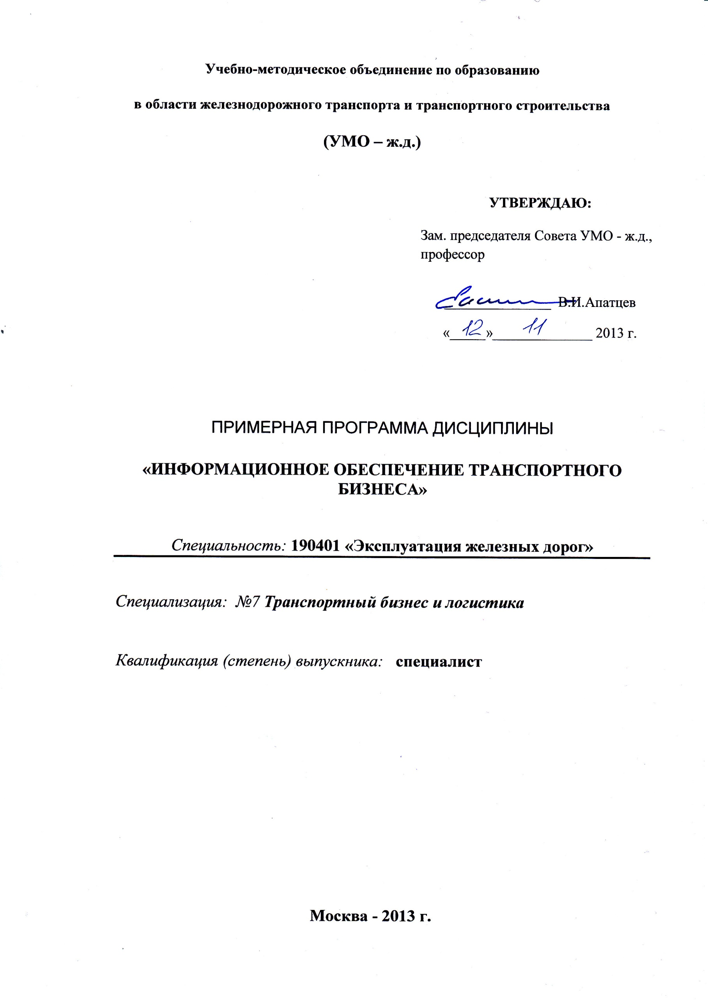 Учебно-методическое объединение по образованию
в области железнодорожного транспорта и транспортного строительства
(УМО – ж.д.)
УТВЕРЖДАЮ:
Зам. председателя Совета УМО - ж.д.,
профессор
В.И.Апатцев
«12» 11 2013 г.
ПРИМЕРНАЯ ПРОГРАММА ДИСЦИПЛИНЫ
«ИНФОРМАЦИОННОЕ ОБЕСПЕЧЕНИЕ ТРАНСПОРТНОГО
БИЗНЕСА»
Специальность: 190401 «Эксплуатация железных дорог»
Специализация: №7 Транспортный бизнес и логистика
Квалификация (степень) выпускника: специалист
Москва - 2013 г.